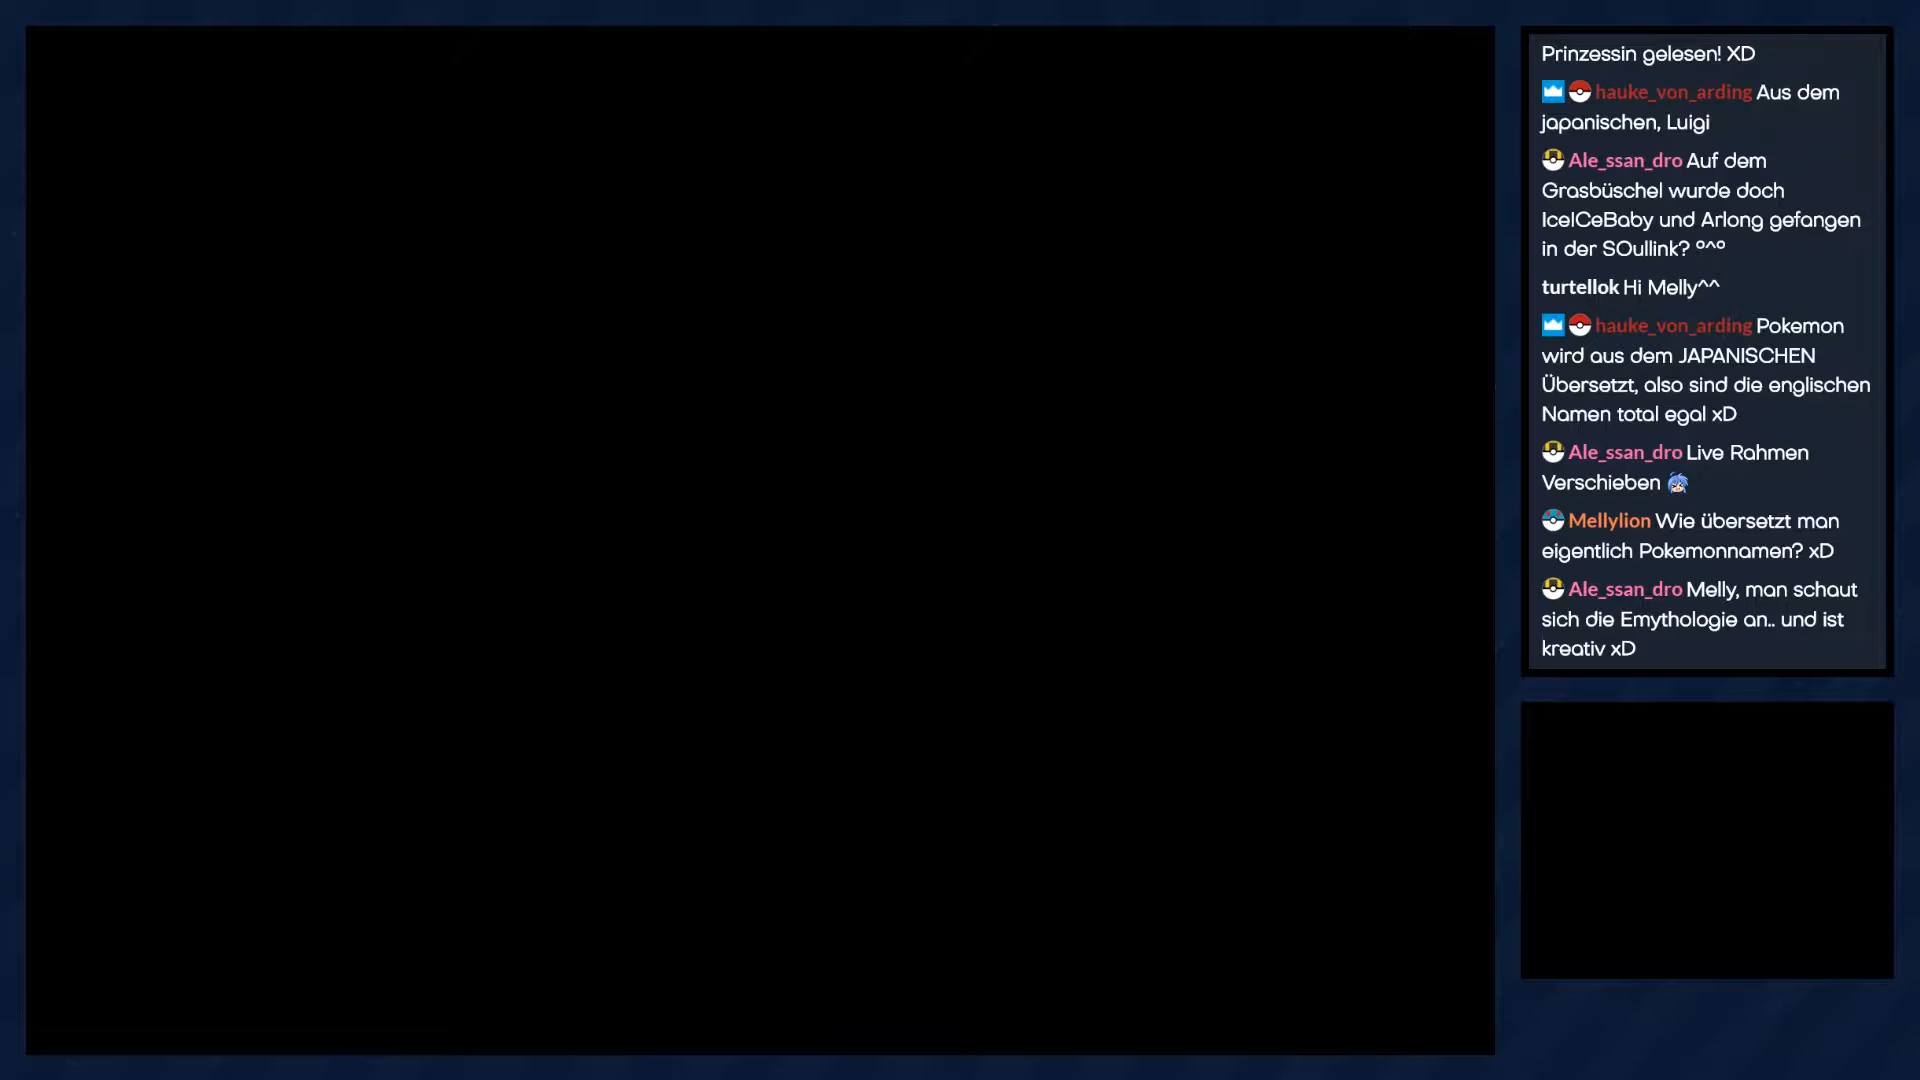 Prinzessin gelesen! XD
hauke_von_arding Aus dem
japanischen, Luigi
Ale_ssan_dro Auf dem
Grasbüschel wurde doch
IceICeBaby und Arlong gefangen
in der SOullink? °^°
turtellok Hi Melly^^
hauke_von_arding Pokemon
wird aus dem JAPANISCHEN
Übersetzt, also sind die englischen
Namen total egal xD
Ale_ssan_dro Live Rahmen
Verschieben
Mellylion Wie übersetzt man
eigentlich Pokemonnamen? xD
Ale_ssan_dro Melly, man schaut
sich die Emythologie an.. und ist
kreativ xD